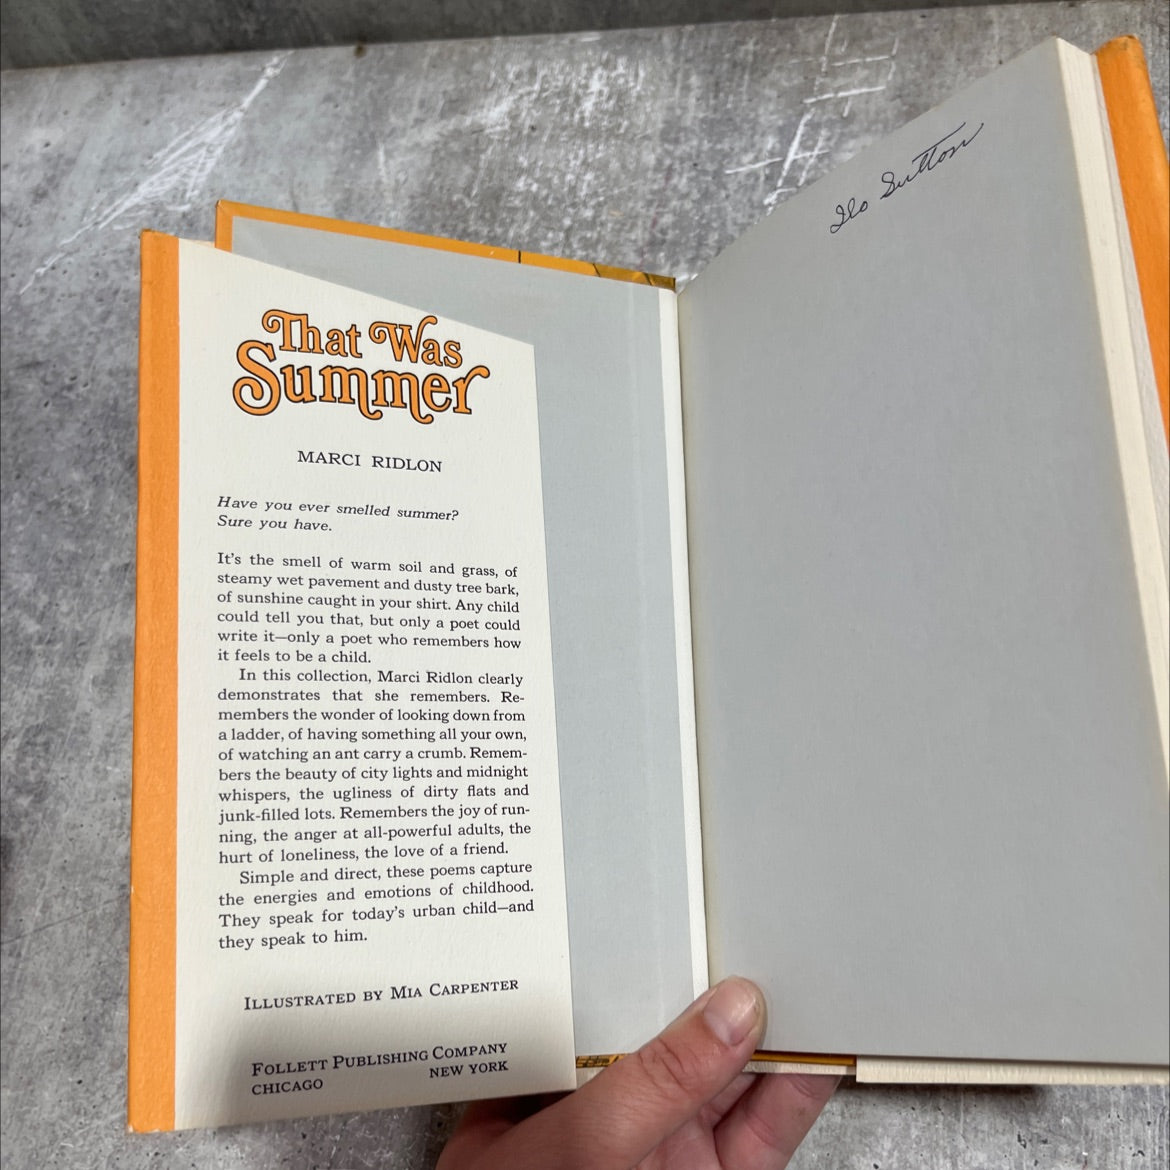 That Was
Summer
MARCI RIDLON
Have you ever smelled summer?
Sure you have.
It's the smell of warm soil and grass, of
steamy wet pavement and dusty tree bark,
of sunshine caught in your shirt. Any child
could tell you that, but only a poet could
write it—only a poet who remembers how
it feels to be a child.
In this collection, Marci Ridlon clearly
demonstrates that she remembers. Re-
members the wonder of looking down from
a ladder, of having something all your own,
of watching an ant carry a crumb. Remem-
bers the beauty of city lights and midnight
whispers, the ugliness of dirty flats and
junk-filled lots. Remembers the joy of run-
ning, the anger at all-powerful adults, the
hurt of loneliness, the love of a friend.
Simple and direct, these poems capture
the energies and emotions of childhood.
They speak for today's urban child—and
they speak to him.
ILLUSTRATED BY MIA CARPENTER
FOLLETT PUBLISHING COMPANY
CHICAGO NEW YORK
Ilo Sutton